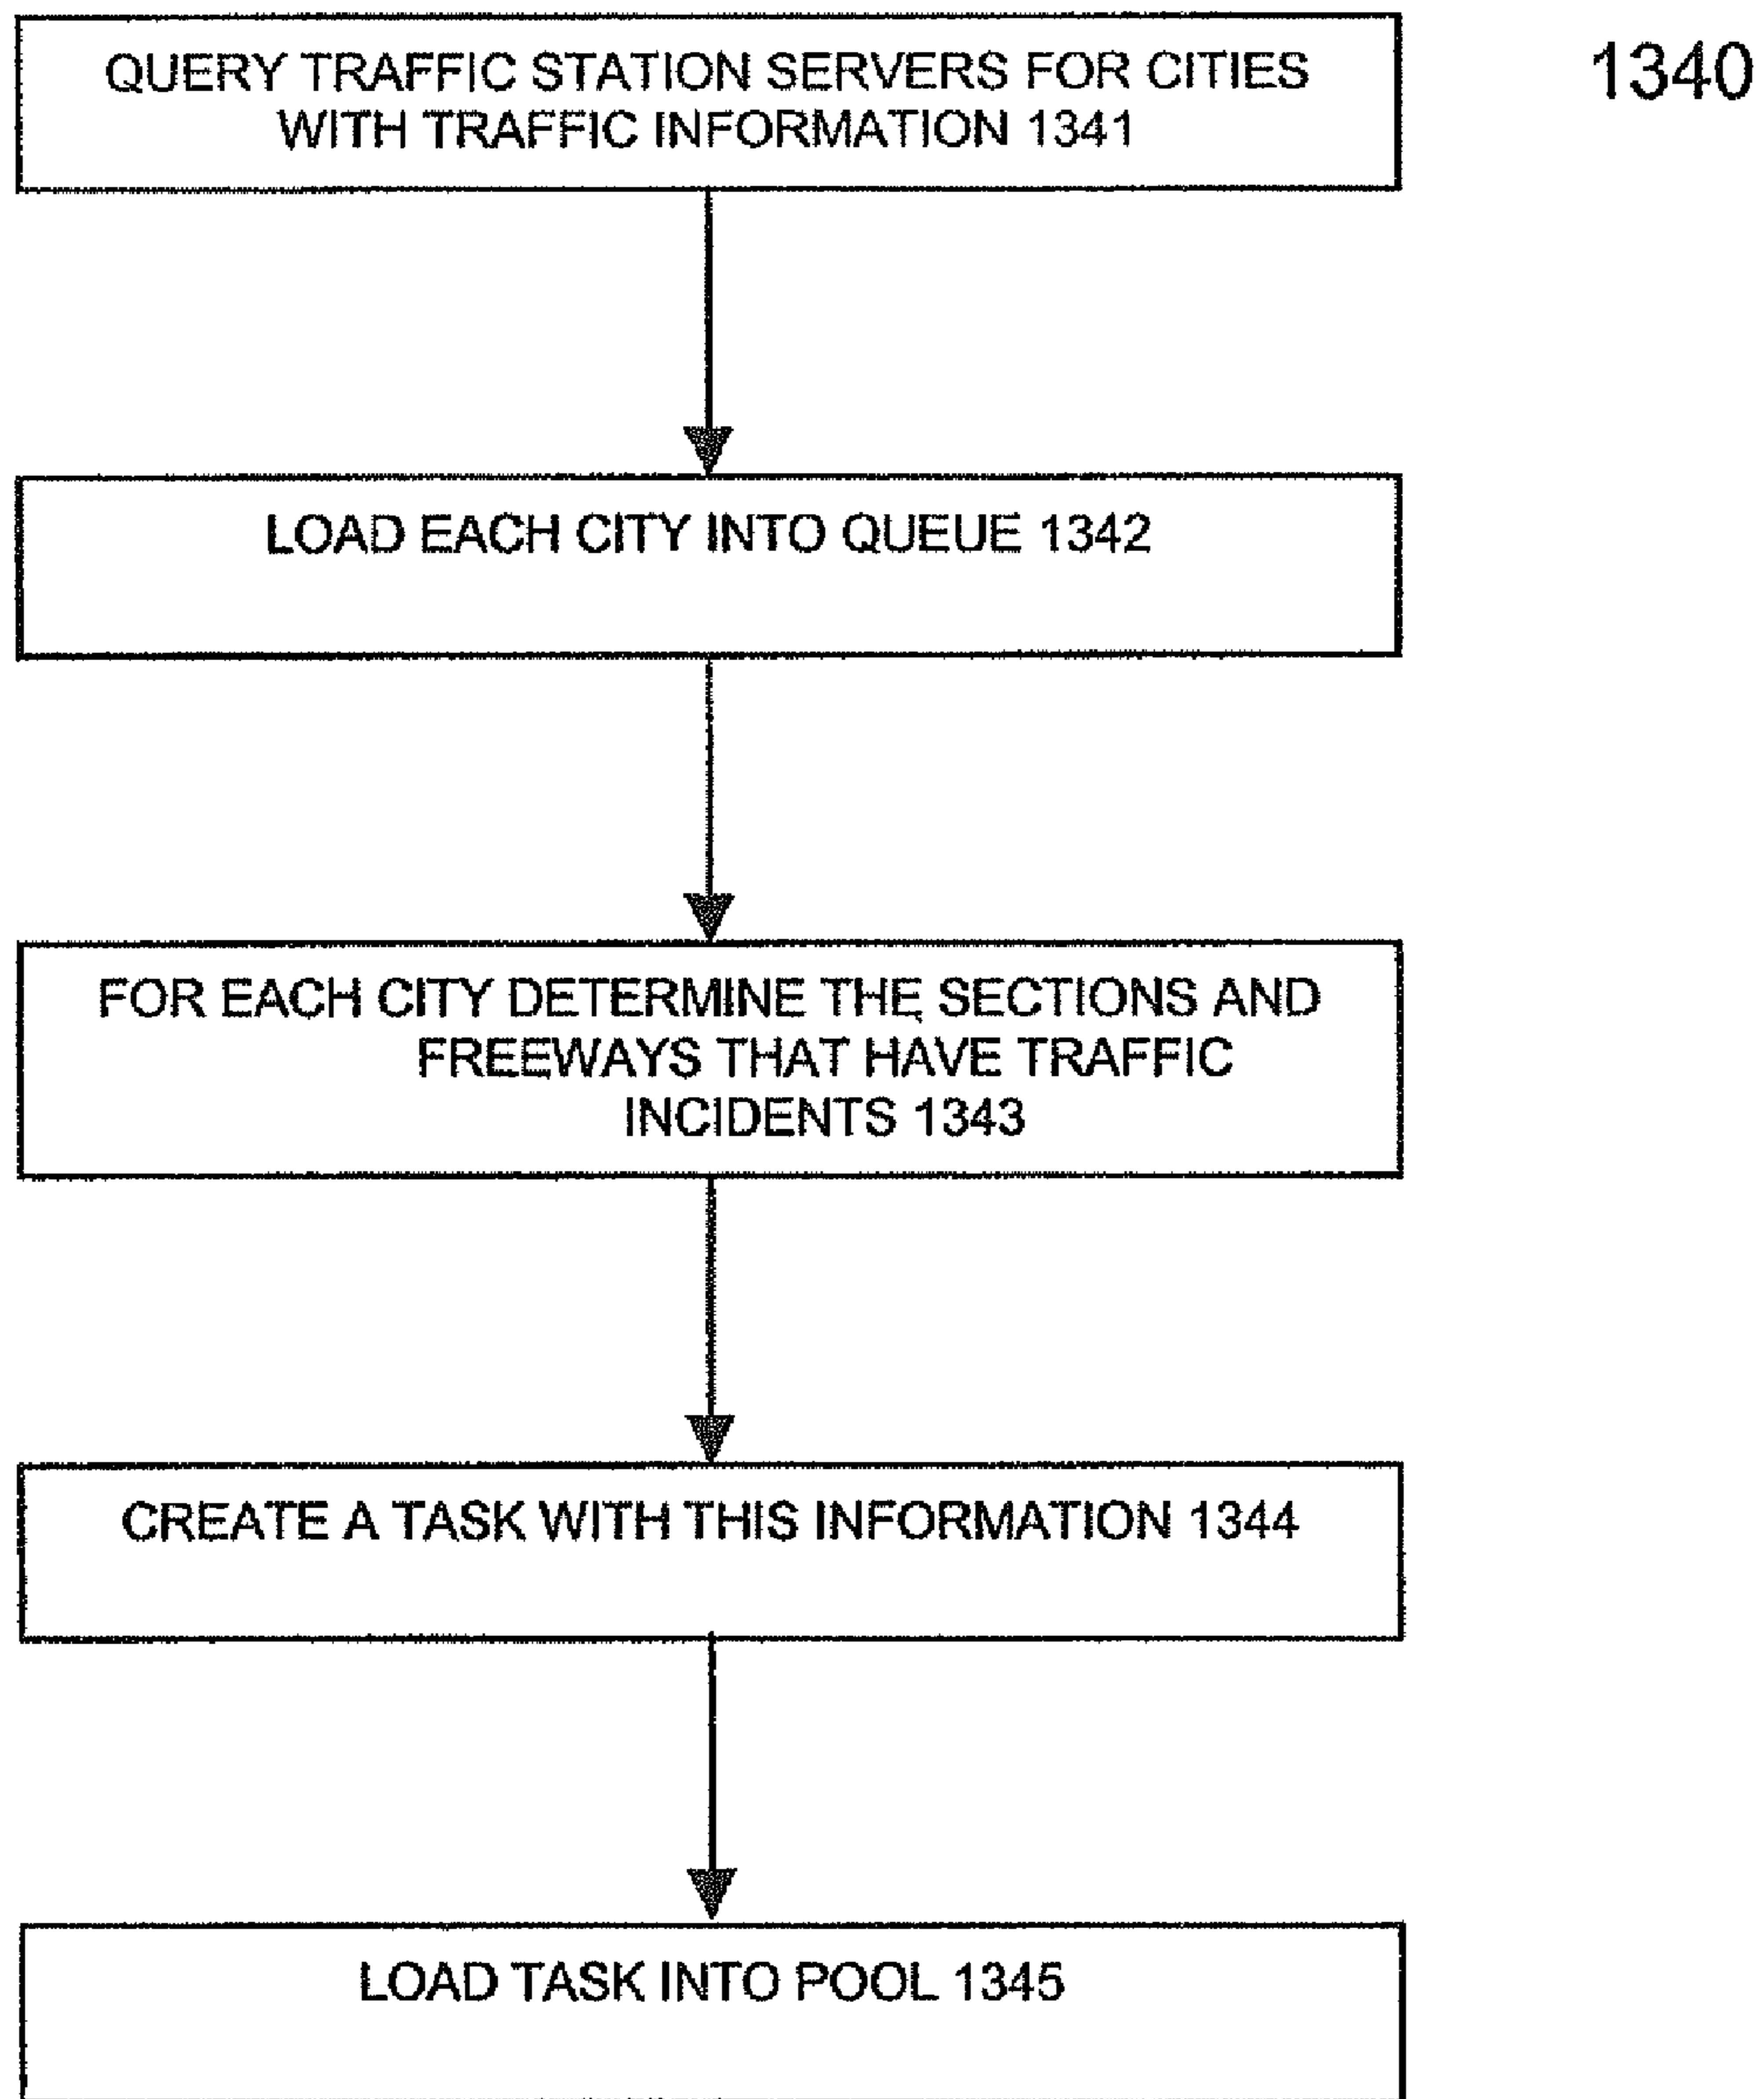 QUERY TRAFFIC STATION SERVERS FOR CITIES
WITH TRAFFIC INFORMATION 1341
1340
LOAD EACH CITY INTO QUEUE 1342
FOR EACH CITY DETERMINE THE SECTIONS AND
FREEWAYS THAT HAVE TRAFFIC
INCIDENTS 1343
CREATE A TASK WITH THIS INFORMATION 1344
LOAD TASK INTO POOL 1345